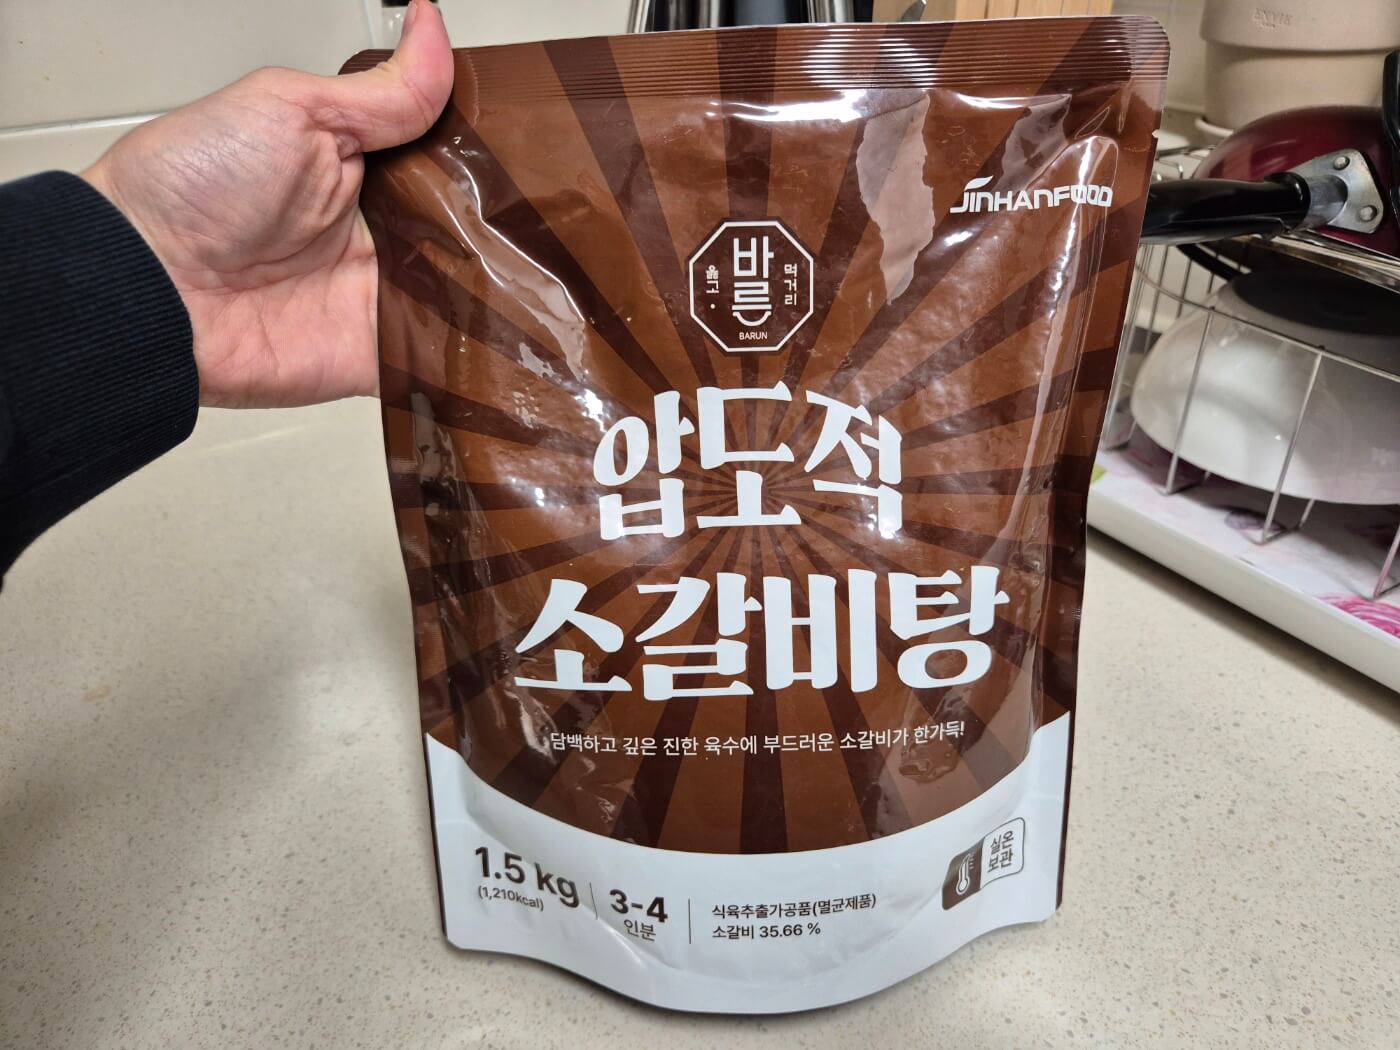 JINHANFOOD
옳고·
바른
먹거리
BARUN
압도적
소갈비탕
담백하고 깊은 진한 육수에 부드러운 소갈비가 한가득!
1.5 kg
(1,210kcal)
3-4
인분
식육추출가공품(멸균제품)
소갈비 35.66 %
실온
보관